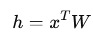 h = x^T W